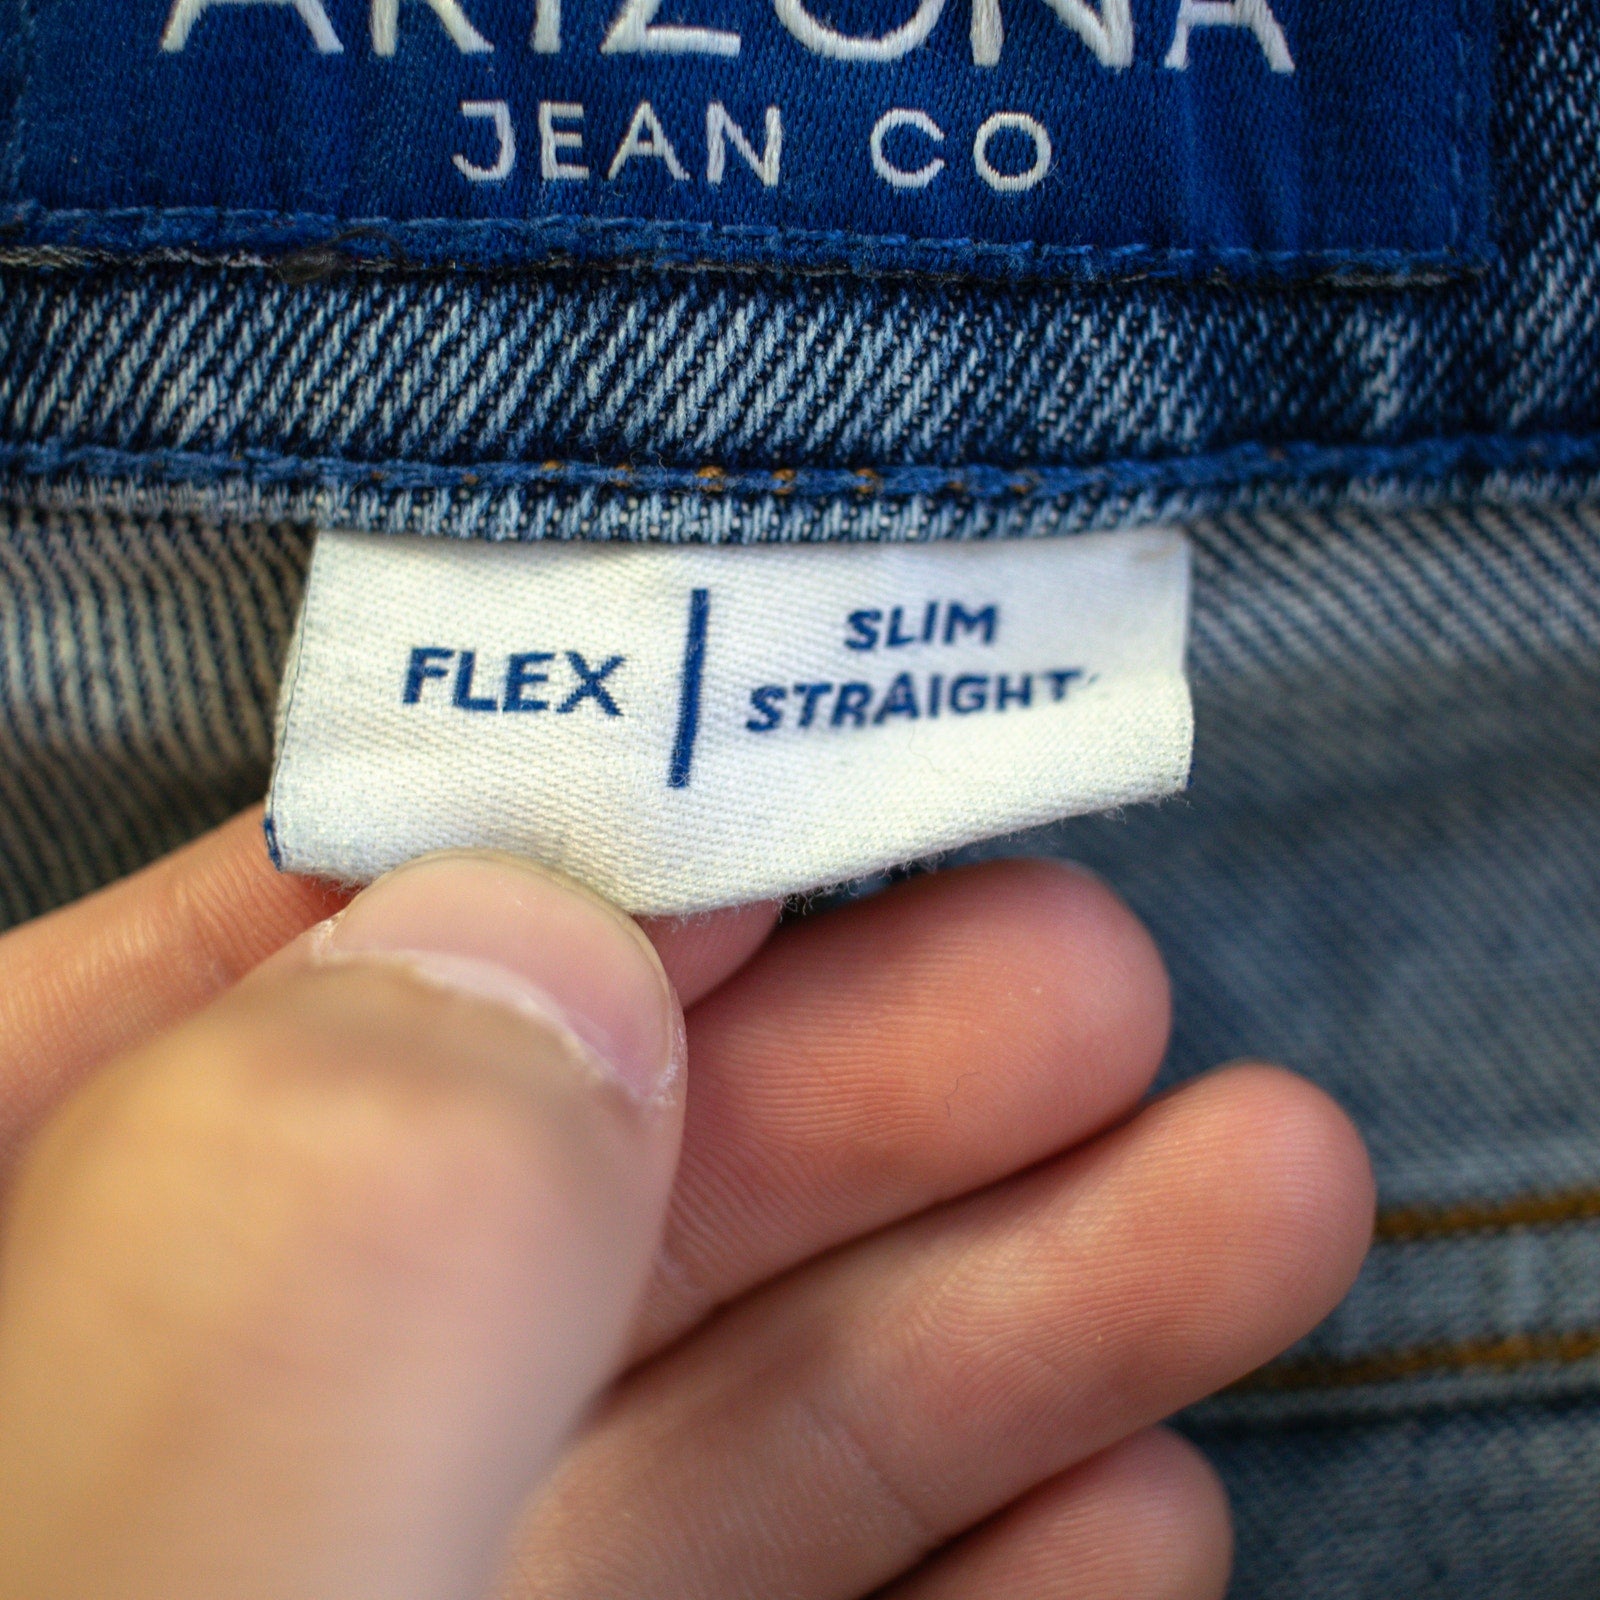 ARIZONA
JEAN CO
FLEX
SLIM
STRAIGHT